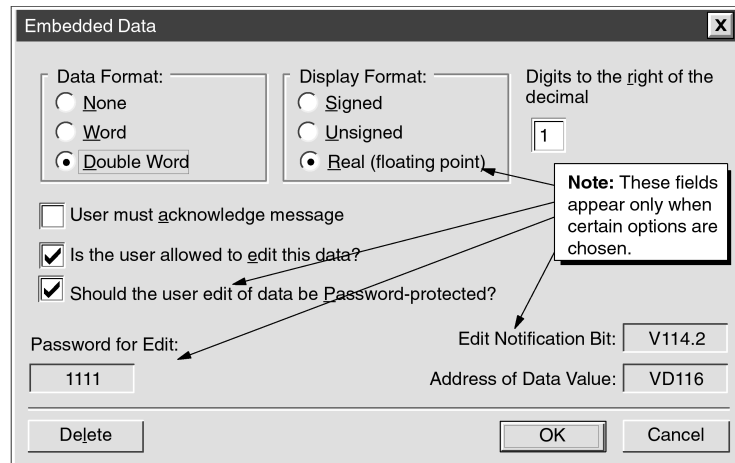 Embedded Data
X
Data Format:
None
Word
Double Word
Display Format:
Signed
Unsigned
Real (floating point)
Digits to the right of the
decimal
1
Note: These fields
appear only when
certain options are
chosen.
User must acknowledge message
Is the user allowed to edit this data?
Should the user edit of data be Password-protected?
Password for Edit:
1111
Edit Notification Bit:
V114.2
Address of Data Value:
VD116
Delete
OK
Cancel